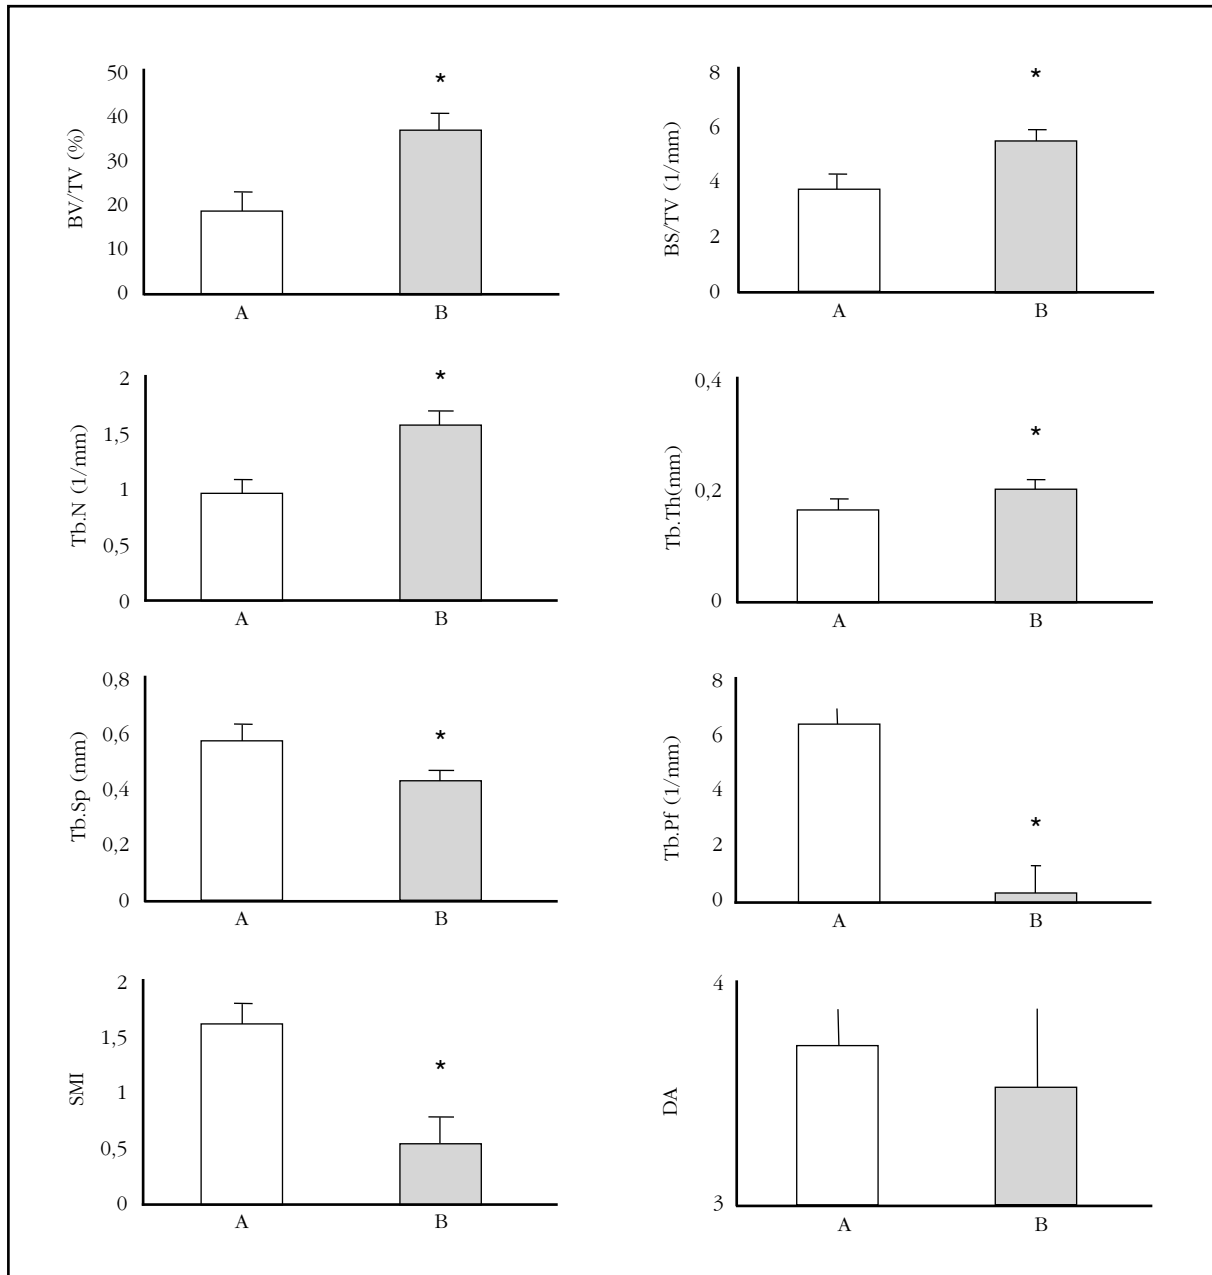 BV/TV (%)
50
40
30
20
10
0
*
A B
BS/TV (1/mm)
8
6
4
2
0
*
A B
Tb.N (1/mm)
2
1,5
1
0,5
0
*
A B
Tb.Th(mm)
0,4
0,2
0
*
A B
Tb.Sp (mm)
0,8
0,6
0,4
0,2
0
*
A B
Tb.Pf (1/mm)
8
6
4
2
0
*
A B
SMI
2
1,5
1
0,5
0
*
A B
DA
4
3
A B